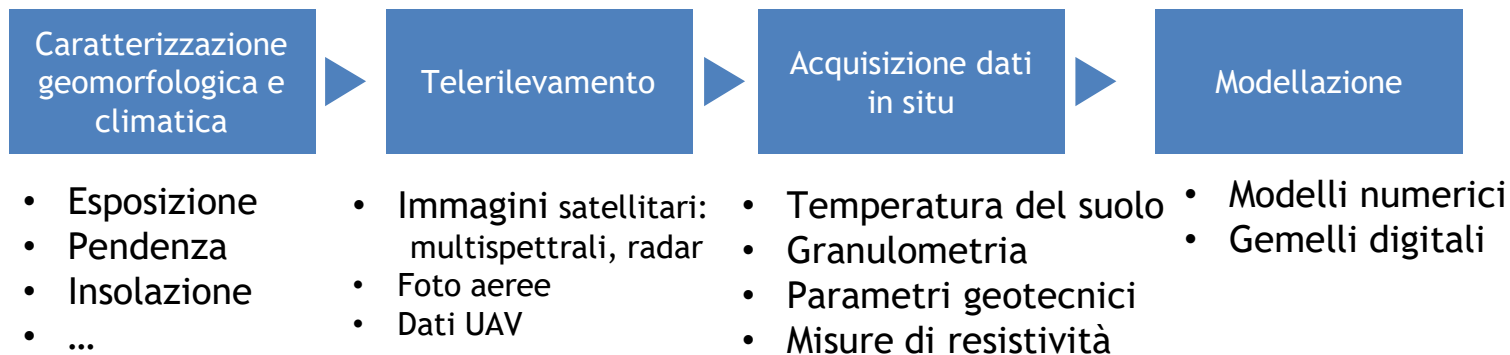 Caratterizzazione
geomorfologica e
climatica
Telerilevamento
Acquisizione dati
in situ
Modellazione
• Esposizione
• Pendenza
• Insolazione
• …
• Immagini satellitari:
multispettrali, radar
• Foto aeree
• Dati UAV
• Temperatura del suolo
• Granulometria
• Parametri geotecnici
• Misure di resistività
• Modelli numerici
• Gemelli digitali